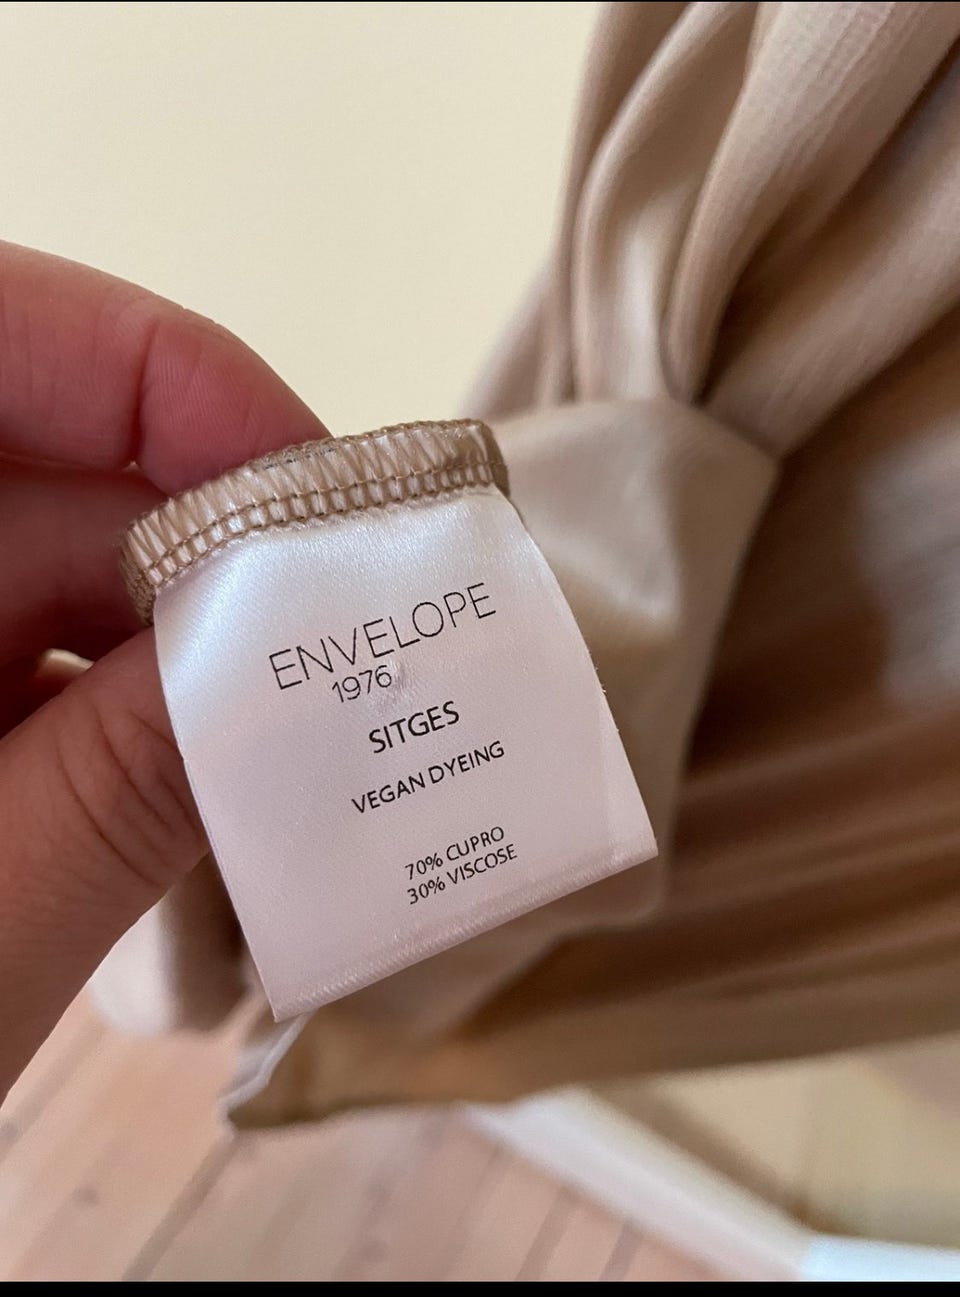 ENVELOPE
1976
SITGES
VEGAN DYEING
70% CUPRO
30% VISCOSE